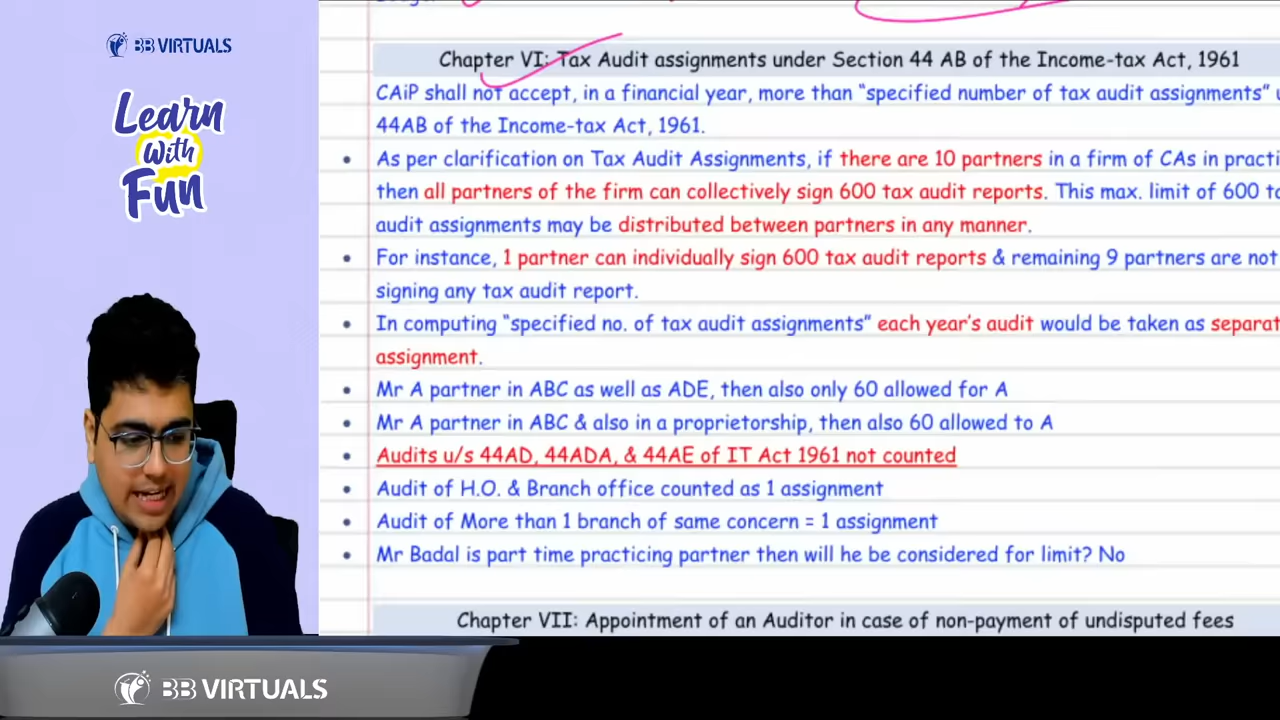 BB VIRTUALS
Learn
With
Fun
Chapter VI: Tax Audit assignments under Section 44 AB of the Income-tax Act, 1961
CAiP shall not accept, in a financial year, more than “specified number of tax audit assignments”
44AB of the Income-tax Act, 1961.
• As per clarification on Tax Audit Assignments, if there are 10 partners in a firm of CAs in practi
then all partners of the firm can collectively sign 600 tax audit reports. This max. limit of 600 ta
audit assignments may be distributed between partners in any manner.
• For instance, 1 partner can individually sign 600 tax audit reports & remaining 9 partners are not
signing any tax audit report.
• In computing “specified no. of tax audit assignments” each year’s audit would be taken as separat
assignment.
• Mr A partner in ABC as well as ADE, then also only 60 allowed for A
• Mr A partner in ABC & also in a proprietorship, then also 60 allowed to A
• Audits u/s 44AD, 44ADA, & 44AE of IT Act 1961 not counted
• Audit of H.O. & Branch office counted as 1 assignment
• Audit of More than 1 branch of same concern = 1 assignment
• Mr Badal is part time practicing partner then will he be considered for limit? No
Chapter VII: Appointment of an Auditor in case of non-payment of undisputed fees
BB VIRTUALS